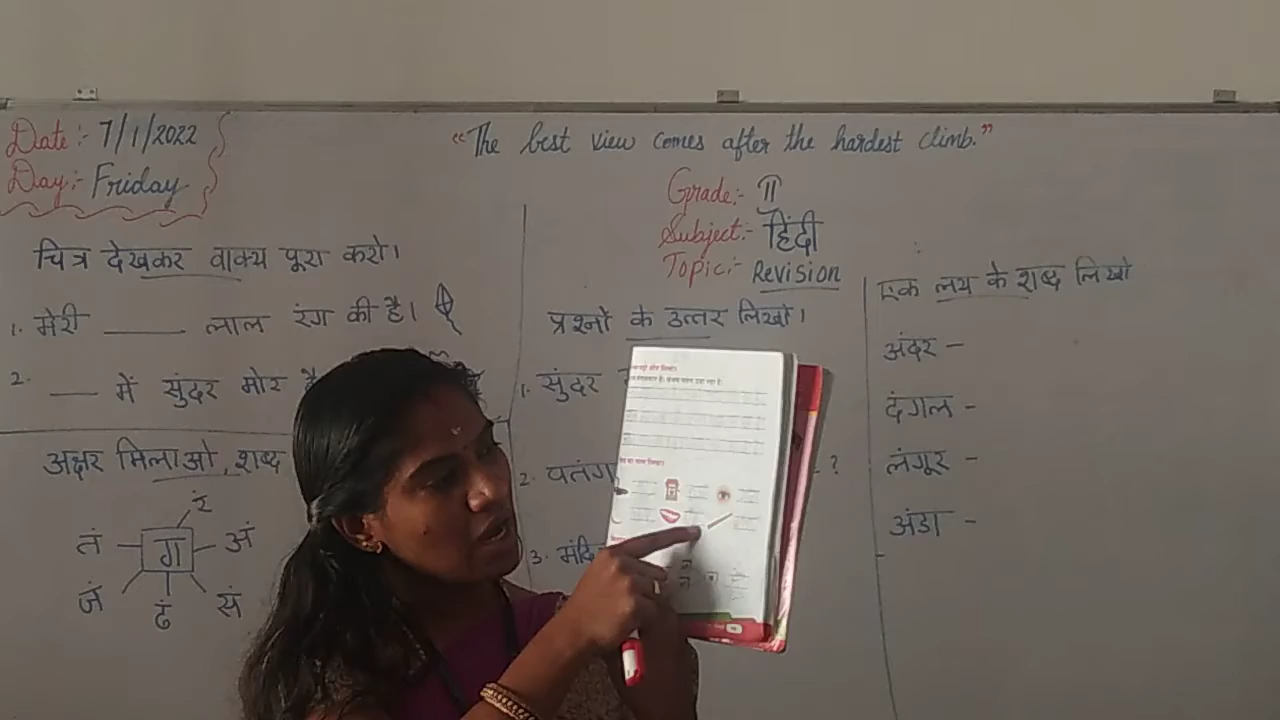 Date:- 7/1/2022
Day:- Friday
"The best view comes after the hardest climb."
Grade:- II
Subject:- हिंदी
Topic:- Revision
चित्र देखकर वाक्य पूरा करो।
1. मेरी ______ लाल रंग की है।
2. ___ में सुंदर मोर
अक्षर मिलाओ, शब्द
रं
तं ग अं
जं ढं सं
प्रश्नों के उत्तर लिखो।
1. सुंदर
2. पतंग ?
3. मंदि
एक लय के शब्द लिखो
अंदर –
दंगल –
लंगूर –
अंडा –